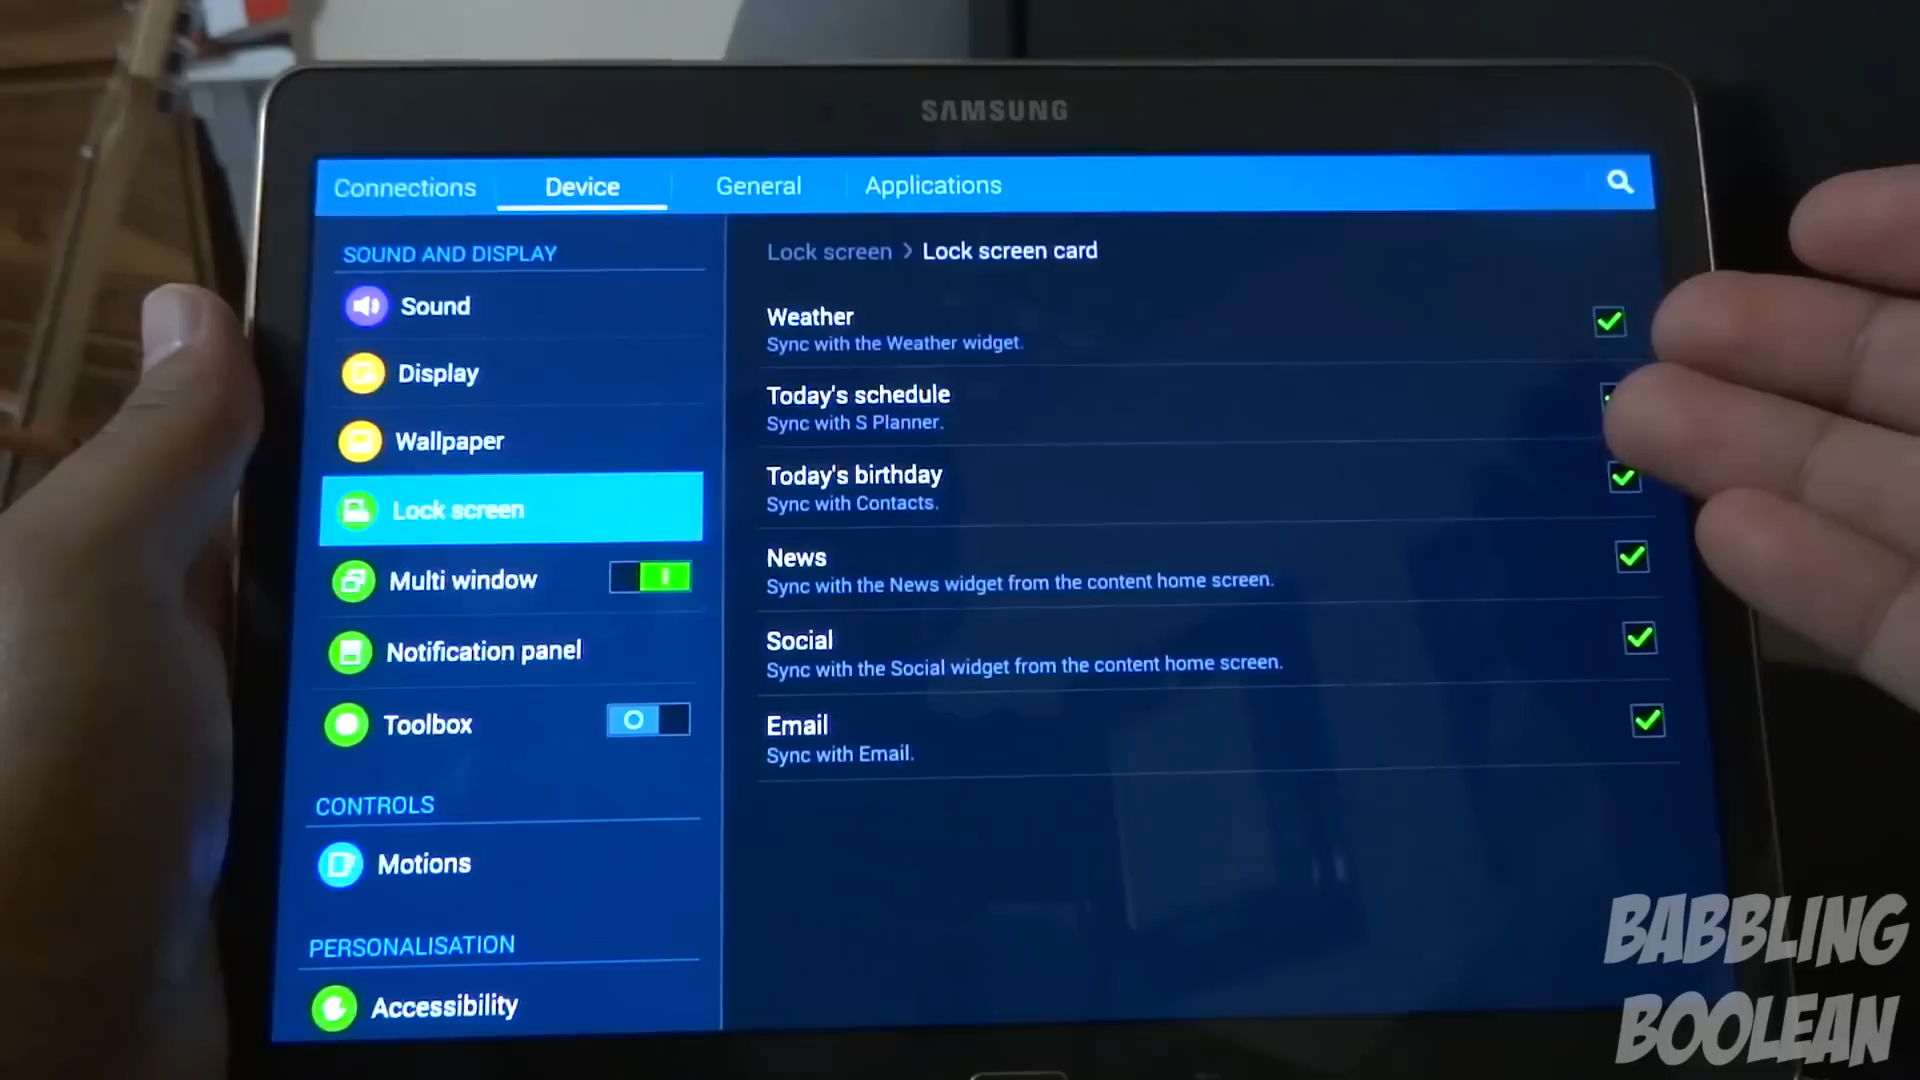 SAMSUNG
Connections
Device
General
Applications
SOUND AND DISPLAY
Sound
Display
Wallpaper
Lock screen
Multi window
Notification panel
Toolbox
CONTROLS
Motions
PERSONALISATION
Accessibility
Lock screen > Lock screen card
Weather
Sync with the Weather widget.
Today's schedule
Sync with S Planner.
Today's birthday
Sync with Contacts.
News
Sync with the News widget from the content home screen.
Social
Sync with the Social widget from the content home screen.
Email
Sync with Email.
BABBLING
BOOLEAN